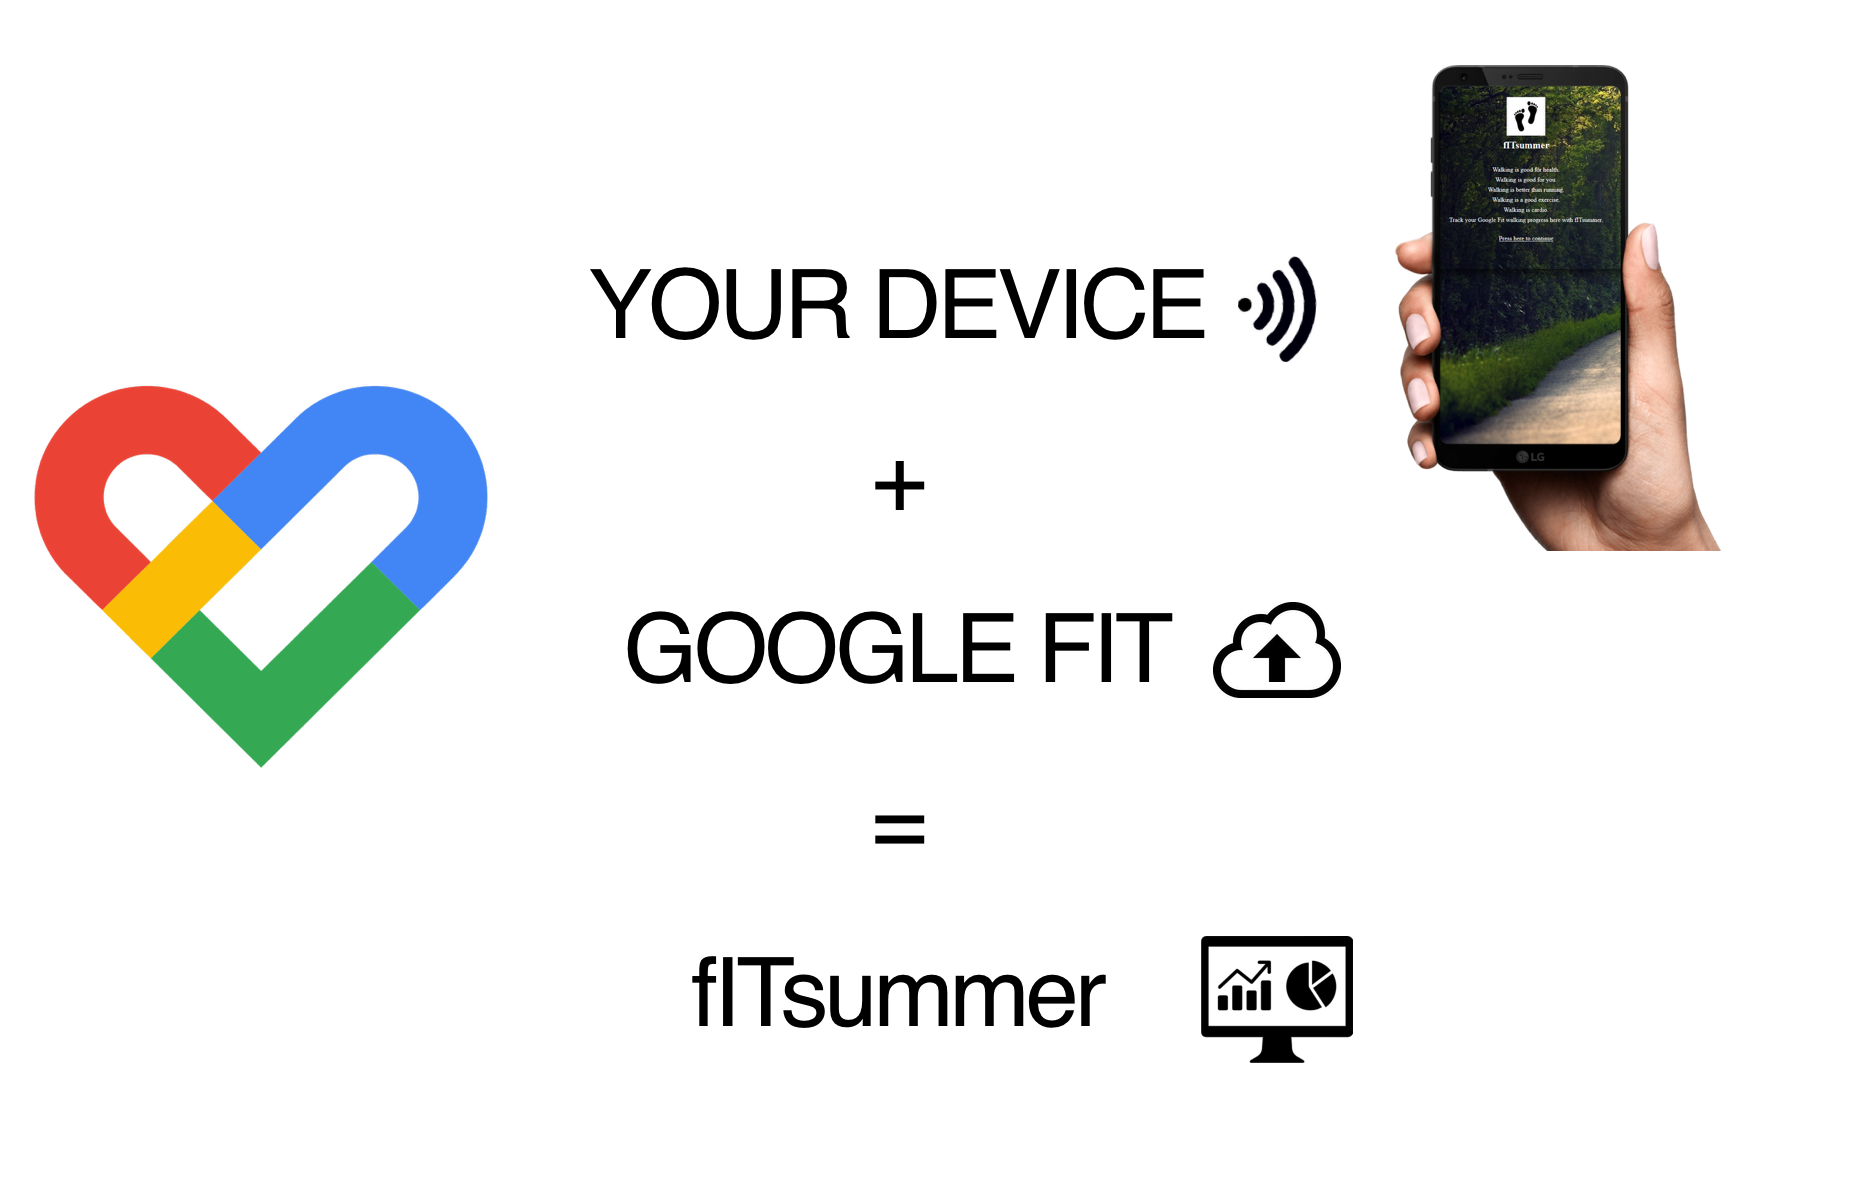 YOUR DEVICE
+
GOOGLE FIT
=
fITsummer
fITsummer
Walking is good for health.
Walking is good for you.
Walking is better than running.
Walking is a good exercise.
Walking is cardio.
Track your Google Fit walking progress here with fITsummer.
Press here to continue
LG